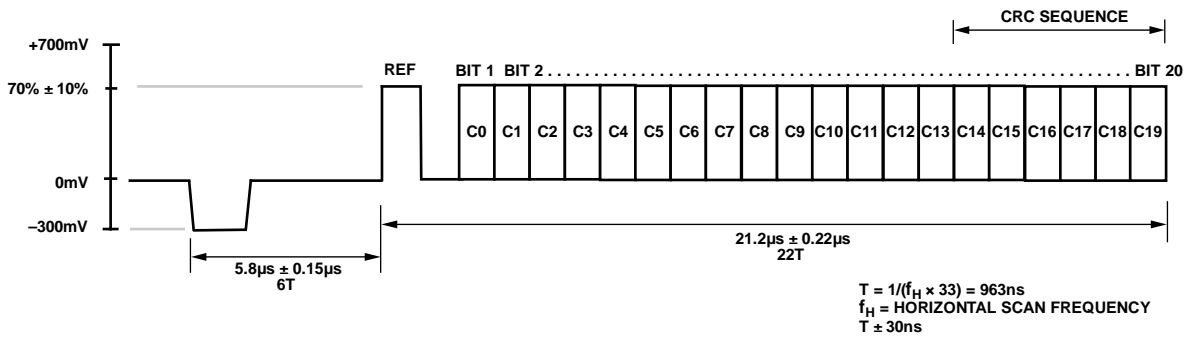 CRC SEQUENCE
+700mV
REF
BIT 1 BIT 2 . . . . . . . . . . . . . . . . . . . . . . . . . . . . . . . . . . . . . . . . . . . . . . . . . . . . . . . . . . . . . . . . . . . . . . . . BIT 20
70% ± 10%
C0 C1 C2 C3 C4 C5 C6 C7 C8 C9 C10 C11 C12 C13 C14 C15 C16 C17 C18 C19
0mV
–300mV
21.2µs ± 0.22µs
22T
5.8µs ± 0.15µs
6T
T = 1/(fH × 33) = 963ns
fH = HORIZONTAL SCAN FREQUENCY
T ± 30ns